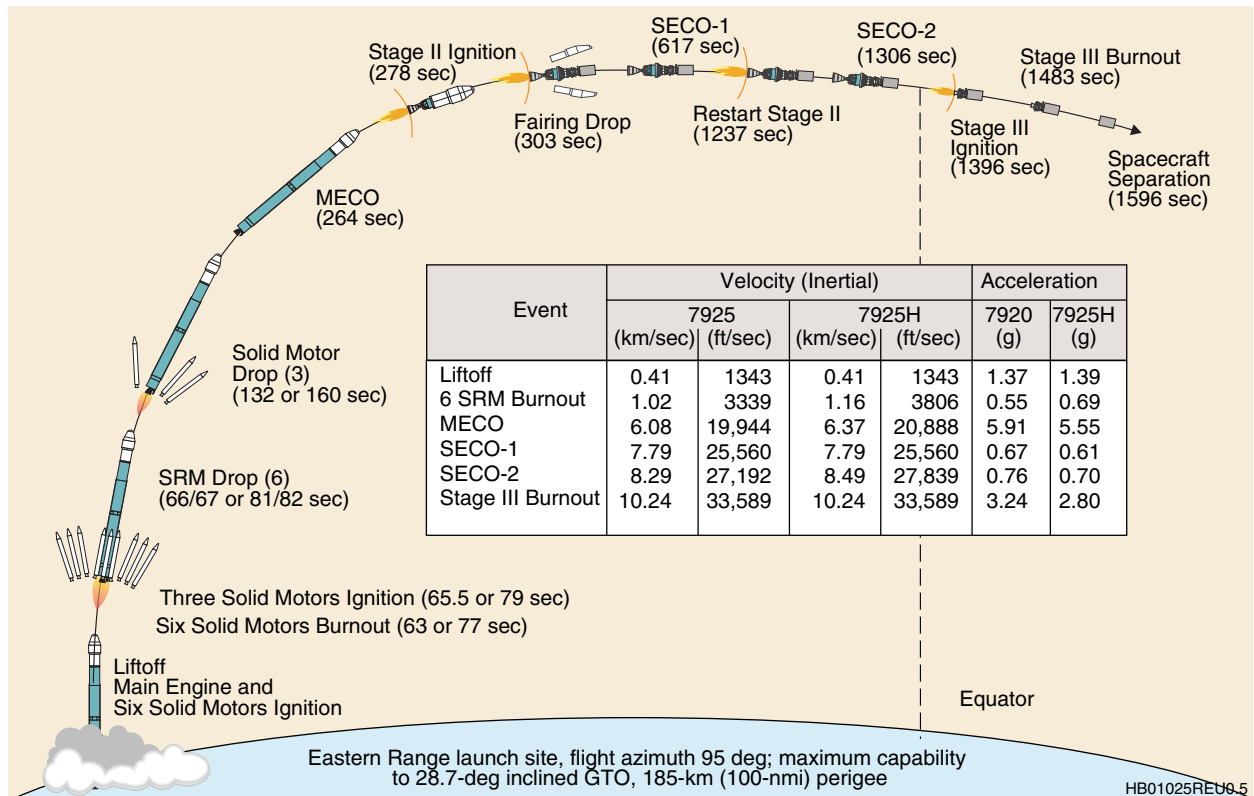 SECO-1
(617 sec)
SECO-2
(1306 sec)
Stage II Ignition
(278 sec)
Stage III Burnout
(1483 sec)
Fairing Drop
(303 sec)
Restart Stage II
(1237 sec)
Stage III
Ignition
(1396 sec)
Spacecraft
Separation
(1596 sec)
MECO
(264 sec)
Solid Motor
Drop (3)
(132 or 160 sec)
SRM Drop (6)
(66/67 or 81/82 sec)
Three Solid Motors Ignition (65.5 or 79 sec)
Six Solid Motors Burnout (63 or 77 sec)
Liftoff
Main Engine and
Six Solid Motors Ignition
Event Velocity (Inertial) Acceleration
7925 7925H 7920 7925H
(km/sec) (ft/sec) (km/sec) (ft/sec) (g) (g)
Liftoff 0.41 1343 0.41 1343 1.37 1.39
6 SRM Burnout 1.02 3339 1.16 3806 0.55 0.69
MECO 6.08 19,944 6.37 20,888 5.91 5.55
SECO-1 7.79 25,560 7.79 25,560 0.67 0.61
SECO-2 8.29 27,192 8.49 27,839 0.76 0.70
Stage III Burnout 10.24 33,589 10.24 33,589 3.24 2.80
Equator
Eastern Range launch site, flight azimuth 95 deg; maximum capability
to 28.7-deg inclined GTO, 185-km (100-nmi) perigee
HB01025REU0.5